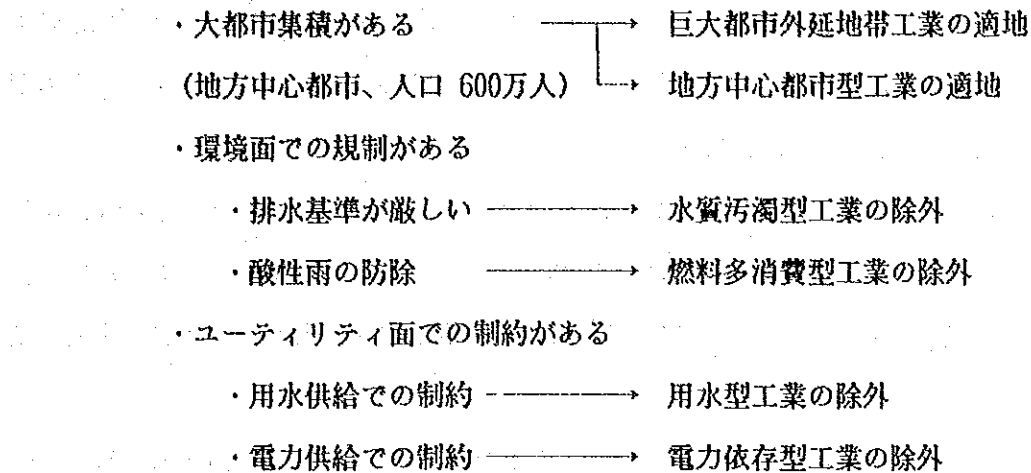 ・大都市集積がある ───→ 巨大都市外延地帯工業の適地
(地方中心都市、人口 600万人) └─→ 地方中心都市型工業の適地
・環境面での規制がある
・排水基準が厳しい ───→ 水質汚濁型工業の除外
・酸性雨の防除 ───→ 燃料多消費型工業の除外
・ユーティリティ面での制約がある
・用水供給での制約 ───→ 用水型工業の除外
・電力供給での制約 ───→ 電力依存型工業の除外